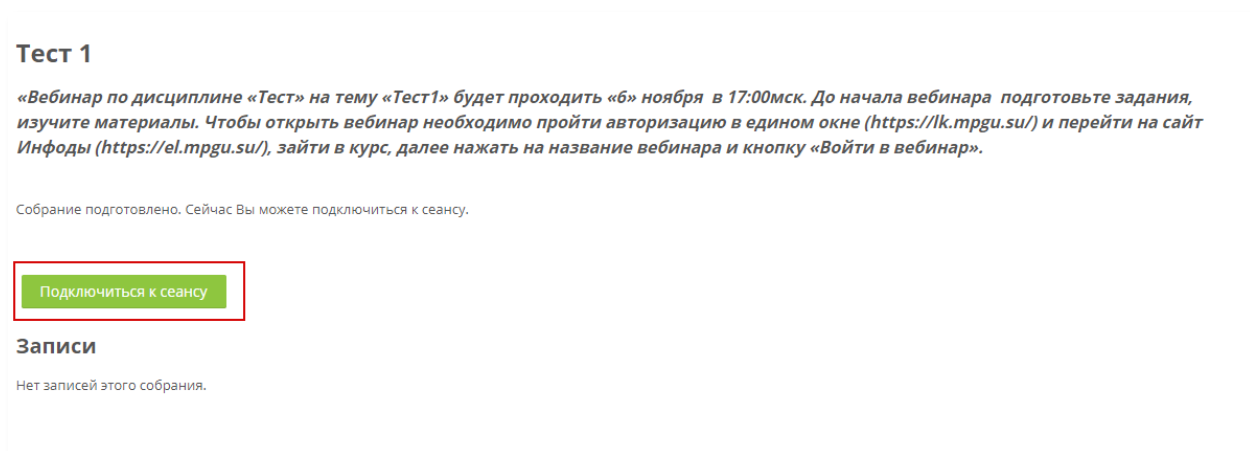 Тест 1
«Вебинар по дисциплине «Тест» на тему «Тест1» будет проходить «6» ноября  в 17:00мск. До начала вебинара  подготовьте задания,
изучите материалы. Чтобы открыть вебинар необходимо пройти авторизацию в едином окне (https://lk.mpgu.su/) и перейти на сайт
Инфоды (https://el.mpgu.su/), зайти в курс, далее нажать на название вебинара и кнопку «Войти в вебинар».
Собрание подготовлено. Сейчас Вы можете подключиться к сеансу.
Подключиться к сеансу
Записи
Нет записей этого собрания.